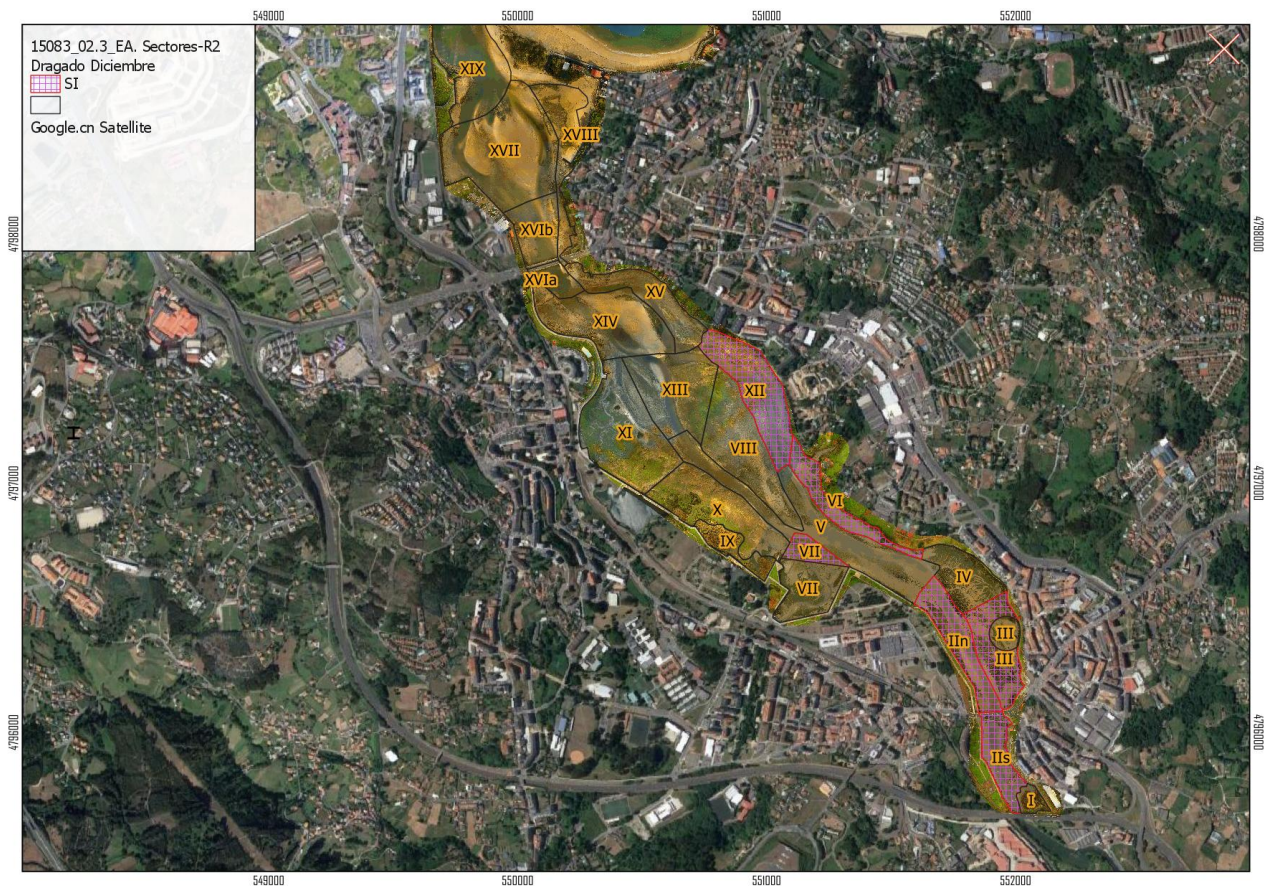 549000
550000
551000
552000
15083_02.3_EA. Sectores-R2
Dragado Diciembre
SI
Google.cn Satellite
XIX
XVIII
XVII
4798000
4798000
XVIb
XVIa
XV
XIV
XIII
XII
XI
VIII
4797000
4797000
VI
X
V
IX
VII
IV
VII
III
IIn
III
4796000
4796000
IIs
I
549000
550000
551000
552000